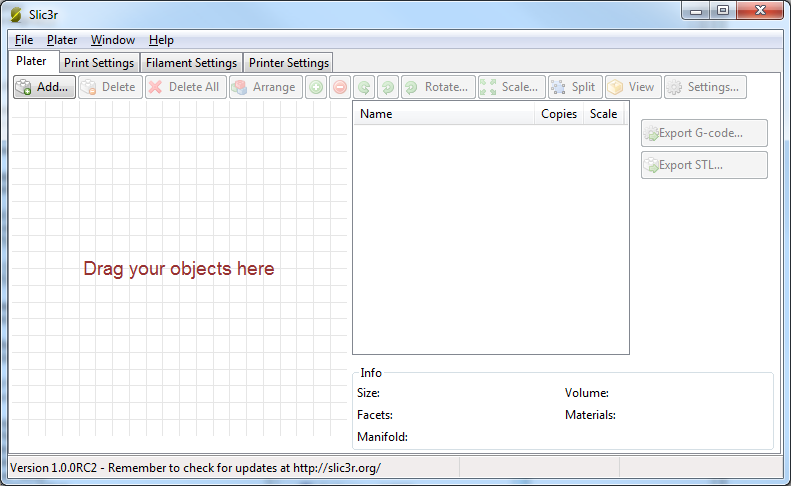 Slic3r
File Plater Window Help
Plater Print Settings Filament Settings Printer Settings
Add... Delete Delete All Arrange Rotate... Scale... Split View Settings...
Name Copies Scale
Export G-code...
Export STL...
Drag your objects here
Info
Size: Volume:
Facets: Materials:
Manifold:
Version 1.0.0RC2 - Remember to check for updates at http://slic3r.org/